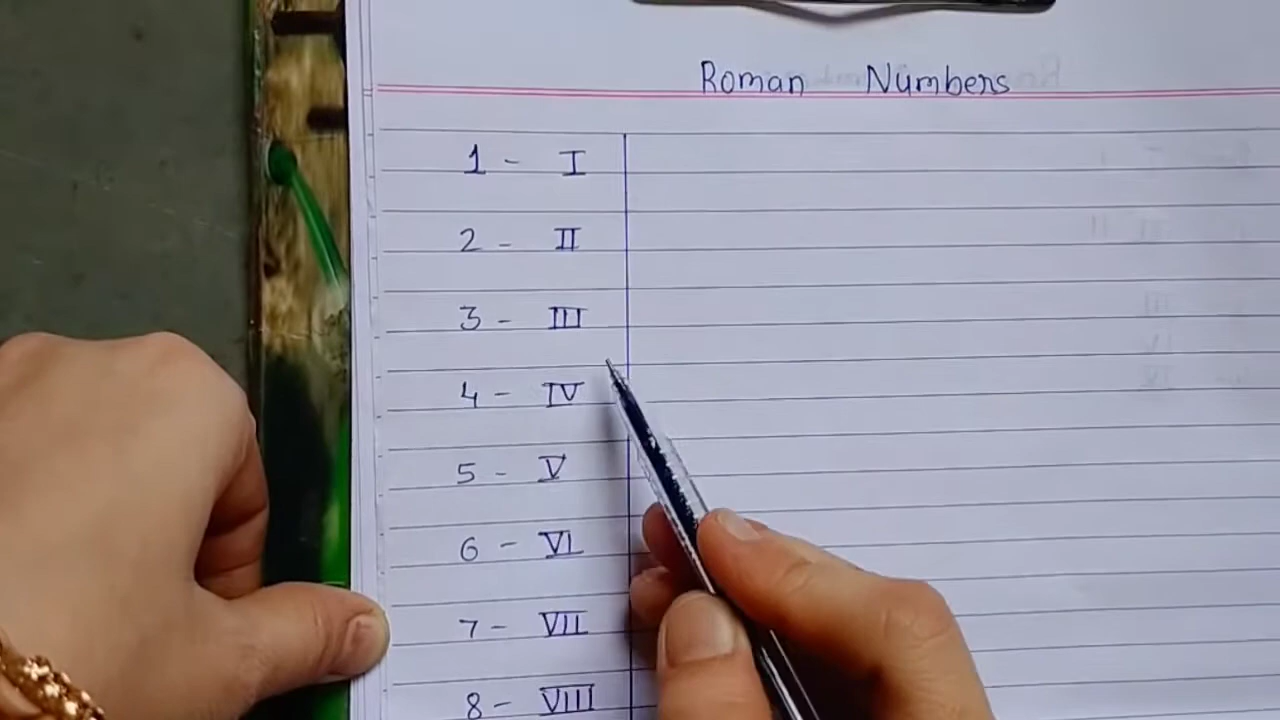 Roman Numbers
1 - I
2 - II
3 - III
4 - IV
5 - V
6 - VI
7 - VII
8 - VIII